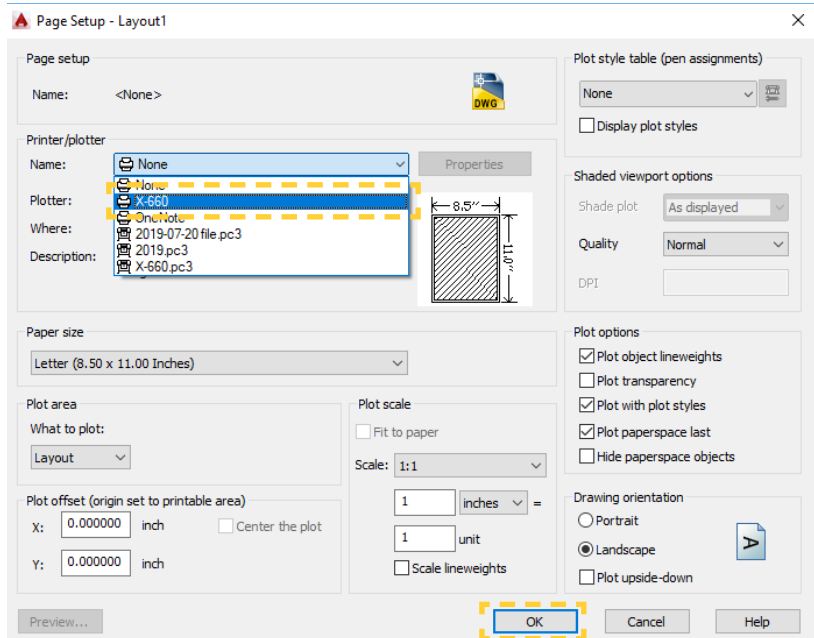 Page Setup - Layout1
Page setup
Name: <None>
DWG
Printer/plotter
Name: None
Properties
None
Plotter: X-660
OneNote
Where: 2019-07-20 file.pc3
2019.pc3
Description: X-660.pc3
8.5″
11.0″
Paper size
Letter (8.50 x 11.00 Inches)
Plot area
What to plot:
Layout
Plot offset (origin set to printable area)
X: 0.000000 inch Center the plot
Y: 0.000000 inch
Plot scale
Fit to paper
Scale: 1:1
1 inches =
1 unit
Scale lineweights
Plot style table (pen assignments)
None
Display plot styles
Shaded viewport options
Shade plot As displayed
Quality Normal
DPI
Plot options
Plot object lineweights
Plot transparency
Plot with plot styles
Plot paperspace last
Hide paperspace objects
Drawing orientation
Portrait
Landscape
A
Plot upside-down
Preview... OK Cancel Help